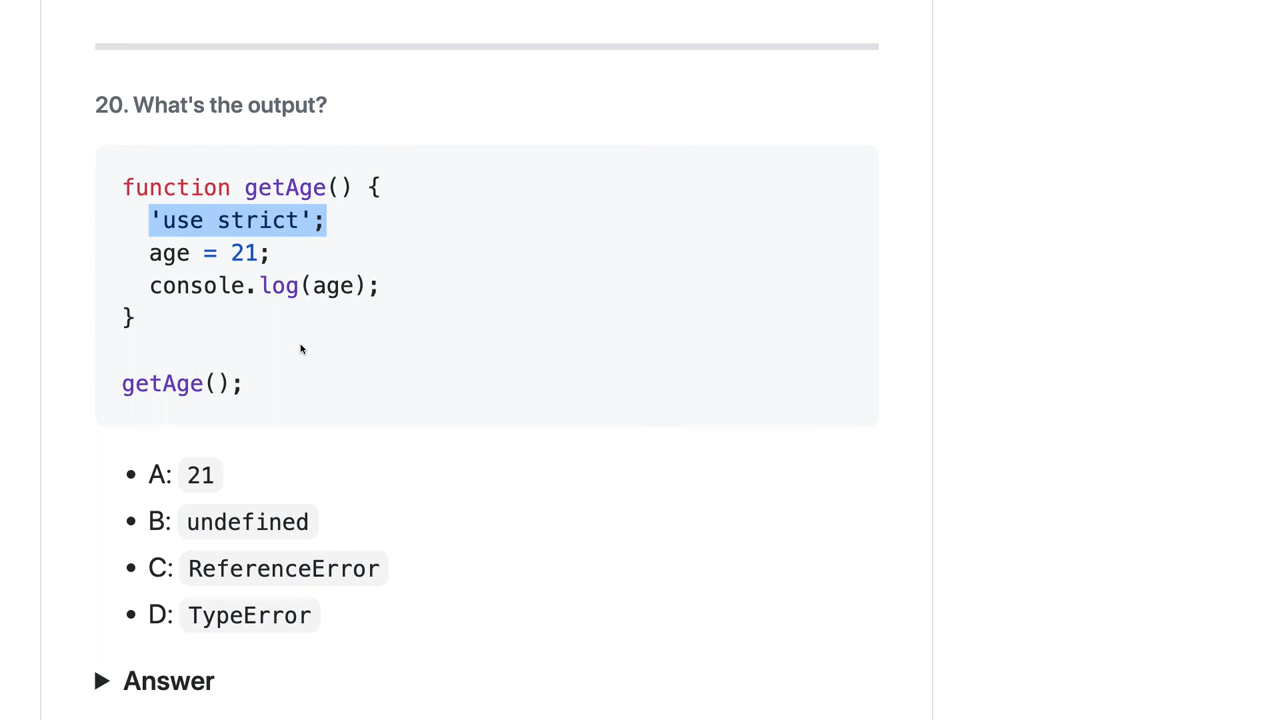 20. What's the output?
function getAge() {
  'use strict';
  age = 21;
  console.log(age);
}
getAge();
• A: 21
• B: undefined
• C: ReferenceError
• D: TypeError
▶ Answer